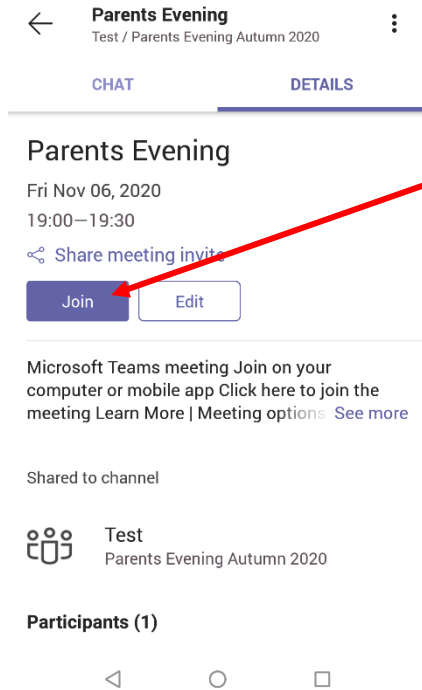 Parents Evening
Test / Parents Evening Autumn 2020
CHAT DETAILS
Parents Evening
Fri Nov 06, 2020
19:00—19:30
Share meeting invite
Join Edit
Microsoft Teams meeting Join on your
computer or mobile app Click here to join the
meeting Learn More | Meeting options See more
Shared to channel
Test
Parents Evening Autumn 2020
Participants (1)